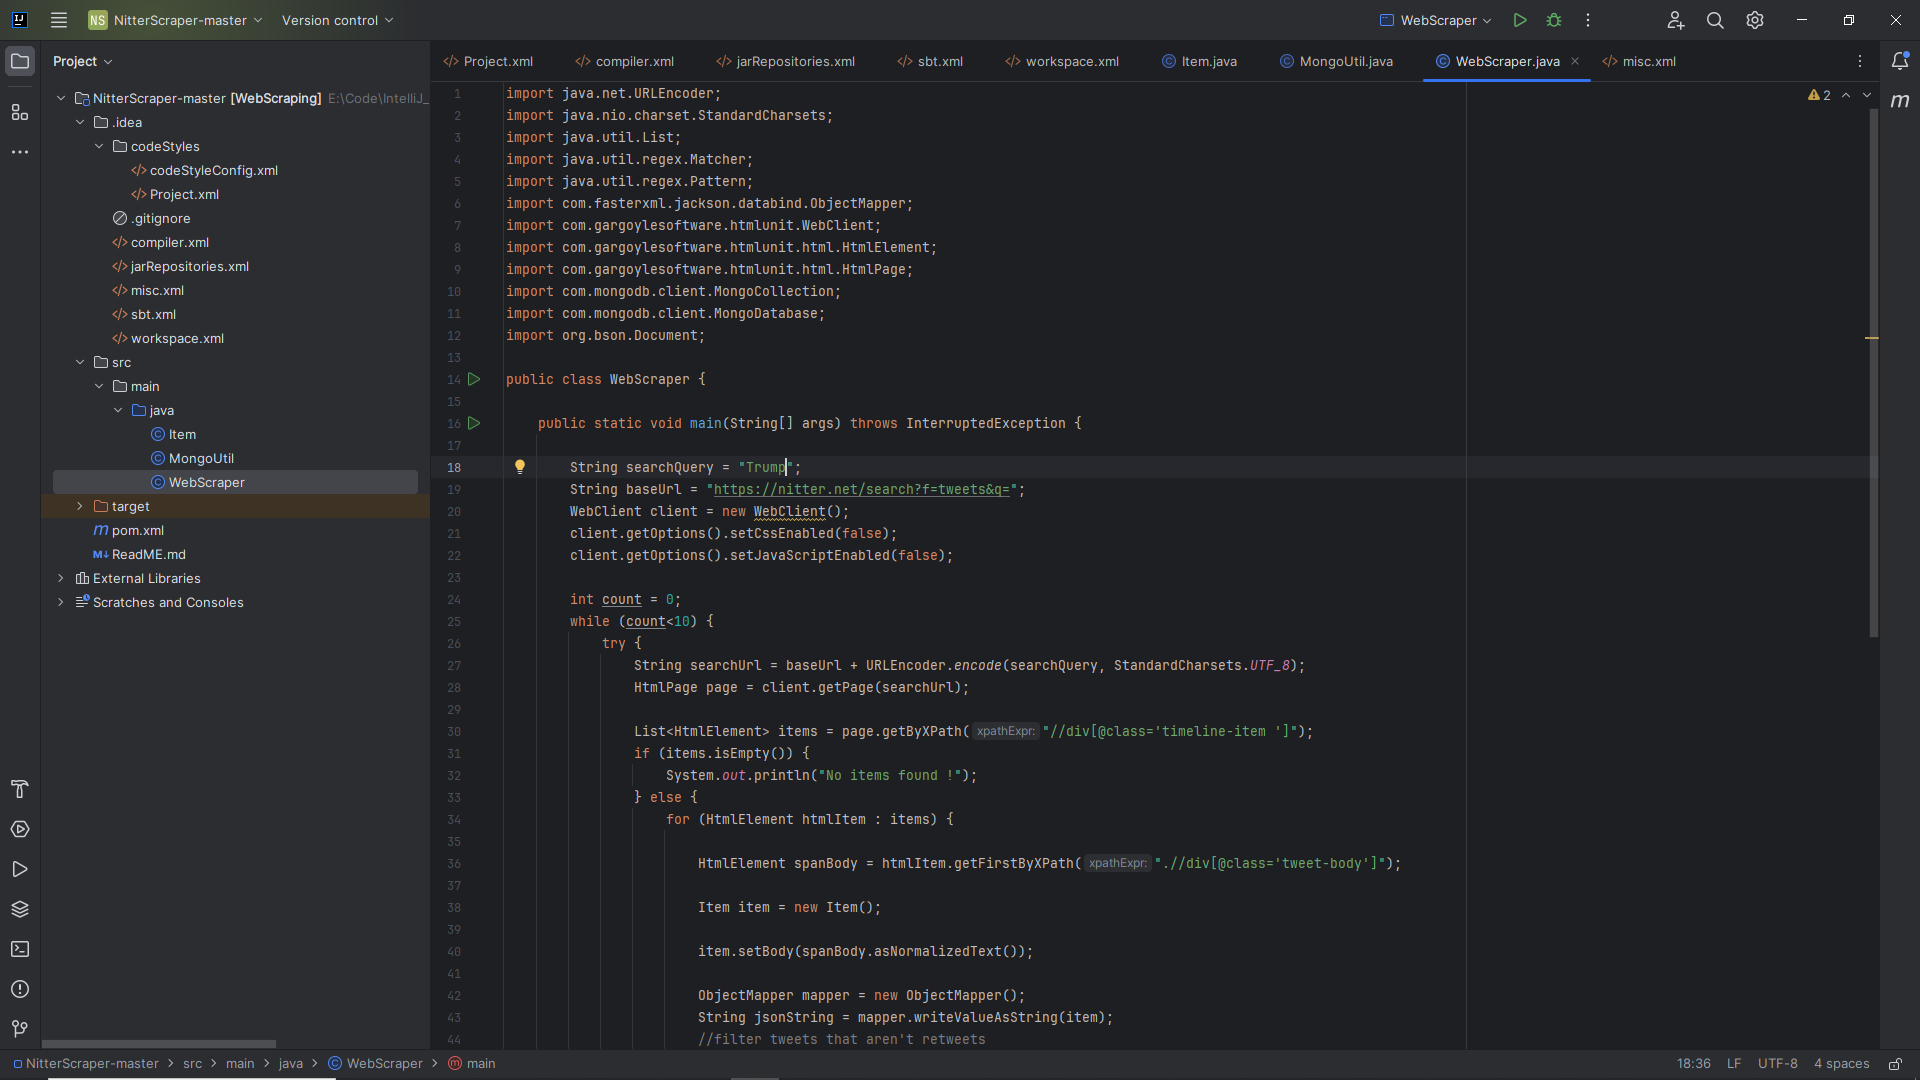 NS NitterScraper-master Version control WebScraper
Project
Project.xml compiler.xml jarRepositories.xml sbt.xml workspace.xml Item.java MongoUtil.java WebScraper.java misc.xml
NitterScraper-master [WebScraping] E:\Code\IntelliJ_
.idea
codeStyles
codeStyleConfig.xml
Project.xml
.gitignore
compiler.xml
jarRepositories.xml
misc.xml
sbt.xml
workspace.xml
src
main
java
Item
MongoUtil
WebScraper
target
pom.xml
ReadME.md
External Libraries
Scratches and Consoles
2
1 import java.net.URLEncoder;
2 import java.nio.charset.StandardCharsets;
3 import java.util.List;
4 import java.util.regex.Matcher;
5 import java.util.regex.Pattern;
6 import com.fasterxml.jackson.databind.ObjectMapper;
7 import com.gargoylesoftware.htmlunit.WebClient;
8 import com.gargoylesoftware.htmlunit.html.HtmlElement;
9 import com.gargoylesoftware.htmlunit.html.HtmlPage;
10 import com.mongodb.client.MongoCollection;
11 import com.mongodb.client.MongoDatabase;
12 import org.bson.Document;
13
14 public class WebScraper {
15
16 public static void main(String[] args) throws InterruptedException {
17
18 String searchQuery = "Trump";
19 String baseUrl = "https://nitter.net/search?f=tweets&q=";
20 WebClient client = new WebClient();
21 client.getOptions().setCssEnabled(false);
22 client.getOptions().setJavaScriptEnabled(false);
23
24 int count = 0;
25 while (count<10) {
26 try {
27 String searchUrl = baseUrl + URLEncoder.encode(searchQuery, StandardCharsets.UTF_8);
28 HtmlPage page = client.getPage(searchUrl);
29
30 List<HtmlElement> items = page.getByXPath( xpathExpr: "//div[@class='timeline-item ']");
31 if (items.isEmpty()) {
32 System.out.println("No items found !");
33 } else {
34 for (HtmlElement htmlItem : items) {
35
36 HtmlElement spanBody = htmlItem.getFirstByXPath( xpathExpr: ".//div[@class='tweet-body']");
37
38 Item item = new Item();
39
40 item.setBody(spanBody.asNormalizedText());
41
42 ObjectMapper mapper = new ObjectMapper();
43 String jsonString = mapper.writeValueAsString(item);
44 //filter tweets that aren't retweets
NitterScraper-master > src > main > java > WebScraper > main 18:36 LF UTF-8 4 spaces